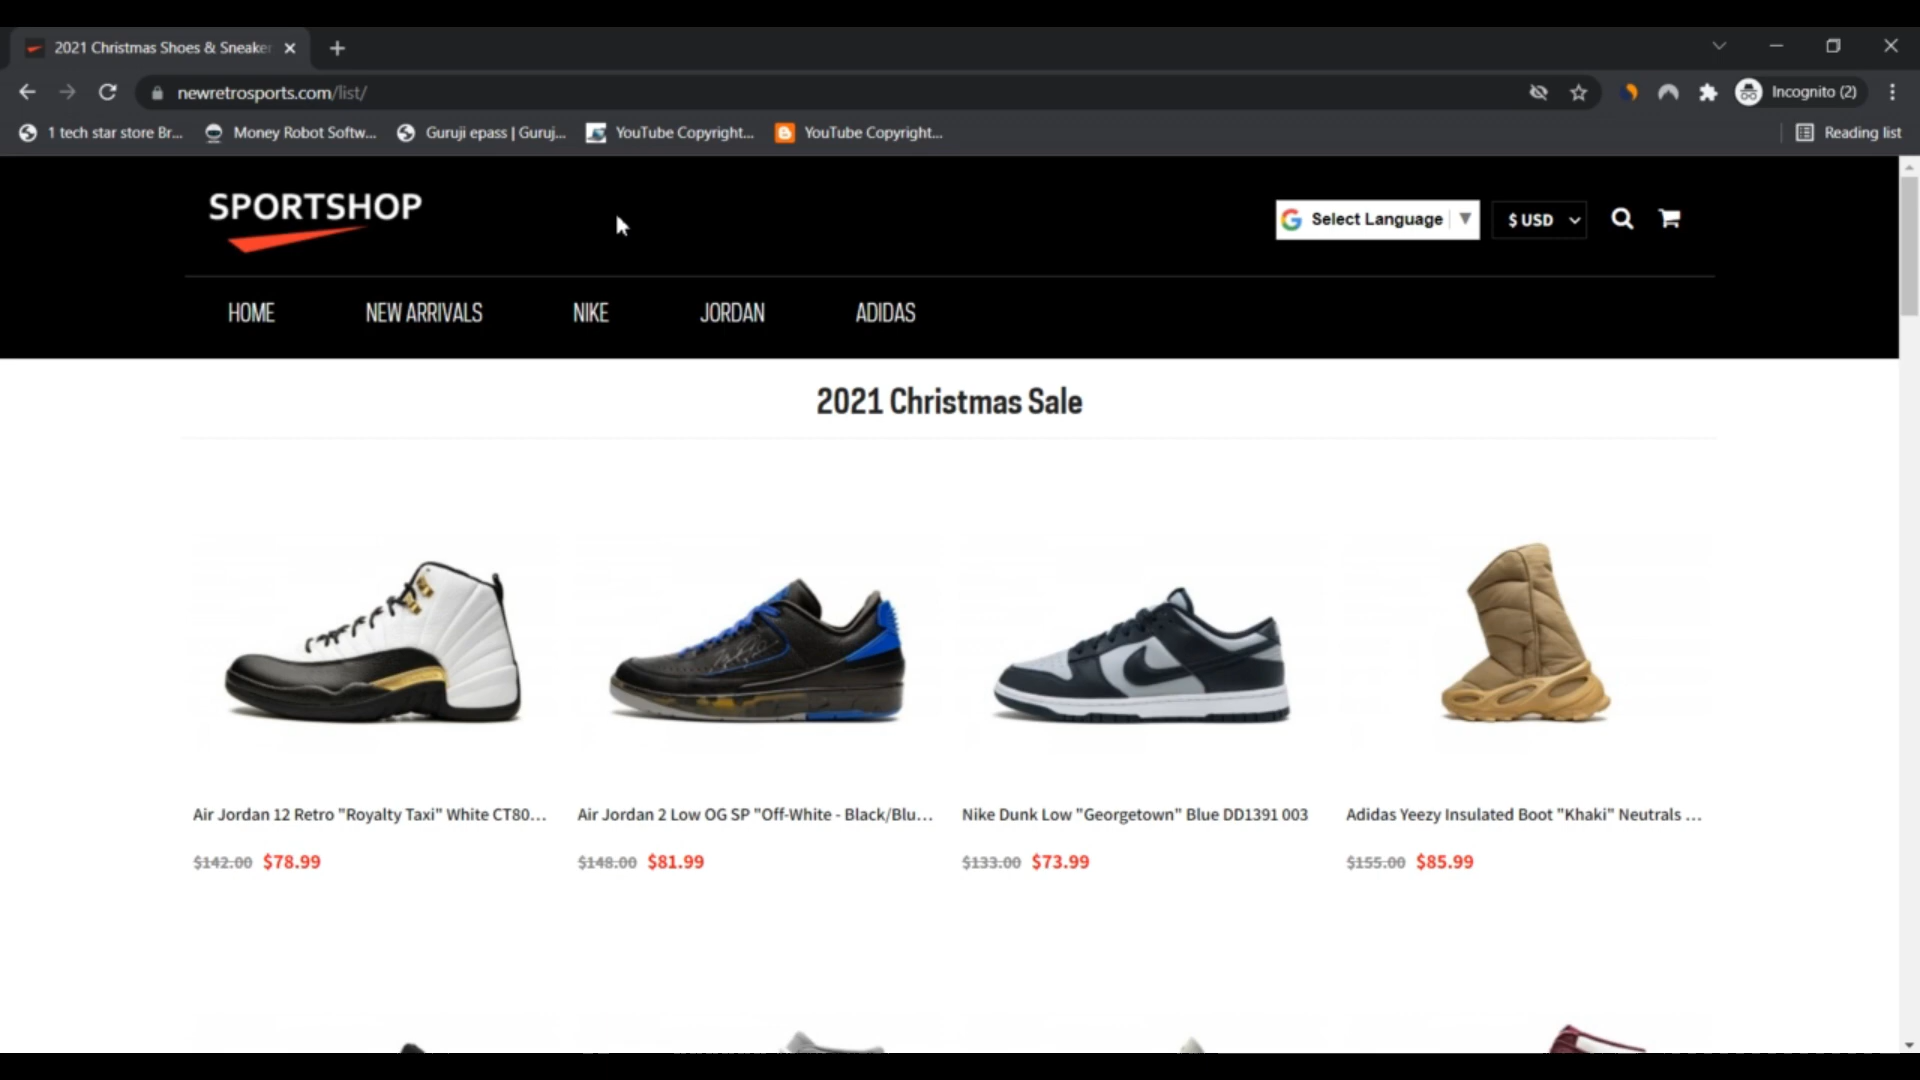 2021 Christmas Shoes & Sneaker
newretrosports.com/list/
Incognito (2)
1 tech star store Br...
Money Robot Softw...
Guruji epass | Guruj...
YouTube Copyright...
YouTube Copyright...
Reading list
SPORTSHOP
Select Language
$ USD
HOME
NEW ARRIVALS
NIKE
JORDAN
ADIDAS
2021 Christmas Sale
Air Jordan 12 Retro "Royalty Taxi" White CT80...
Air Jordan 2 Low OG SP "Off-White - Black/Blu...
Nike Dunk Low "Georgetown" Blue DD1391 003
Adidas Yeezy Insulated Boot "Khaki" Neutrals ...
$142.00 $78.99
$148.00 $81.99
$133.00 $73.99
$155.00 $85.99